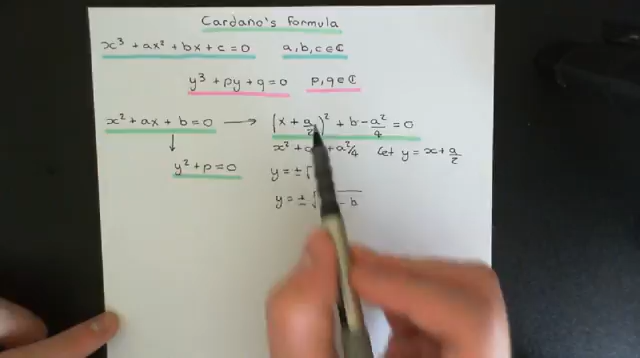 Cardano's Formula
x³ + ax² + bx + c = 0 a, b, c ∈ ℂ
y³ + py + q = 0 p, q ∈ ℂ
x² + ax + b = 0 → (x + a/2)² + b - a²/4 = 0
x² + a + a²/4 Let y = x + a/2
y² + p = 0 y = ±√
y = ±√ - b